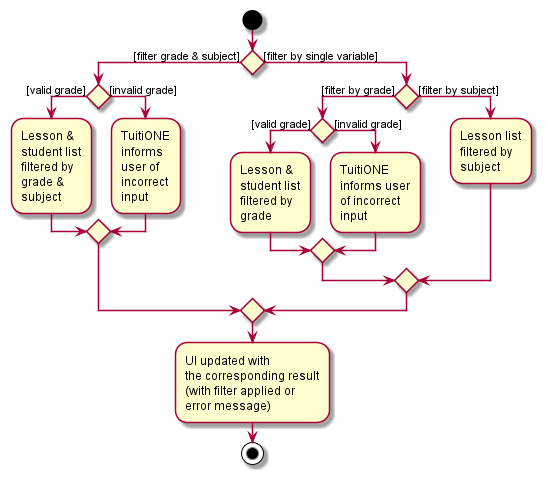 [filter grade & subject]
[filter by single variable]
[valid grade]
[invalid grade]
[filter by grade]
[filter by subject]
Lesson &
student list
filtered by
grade &
subject
TuitiONE
informs
user of
incorrect
input
[valid grade]
[invalid grade]
Lesson &
student list
filtered by
grade
TuitiONE
informs user
of incorrect
input
Lesson list
filtered by
subject
UI updated with
the corresponding result
(with filter applied or
error message)